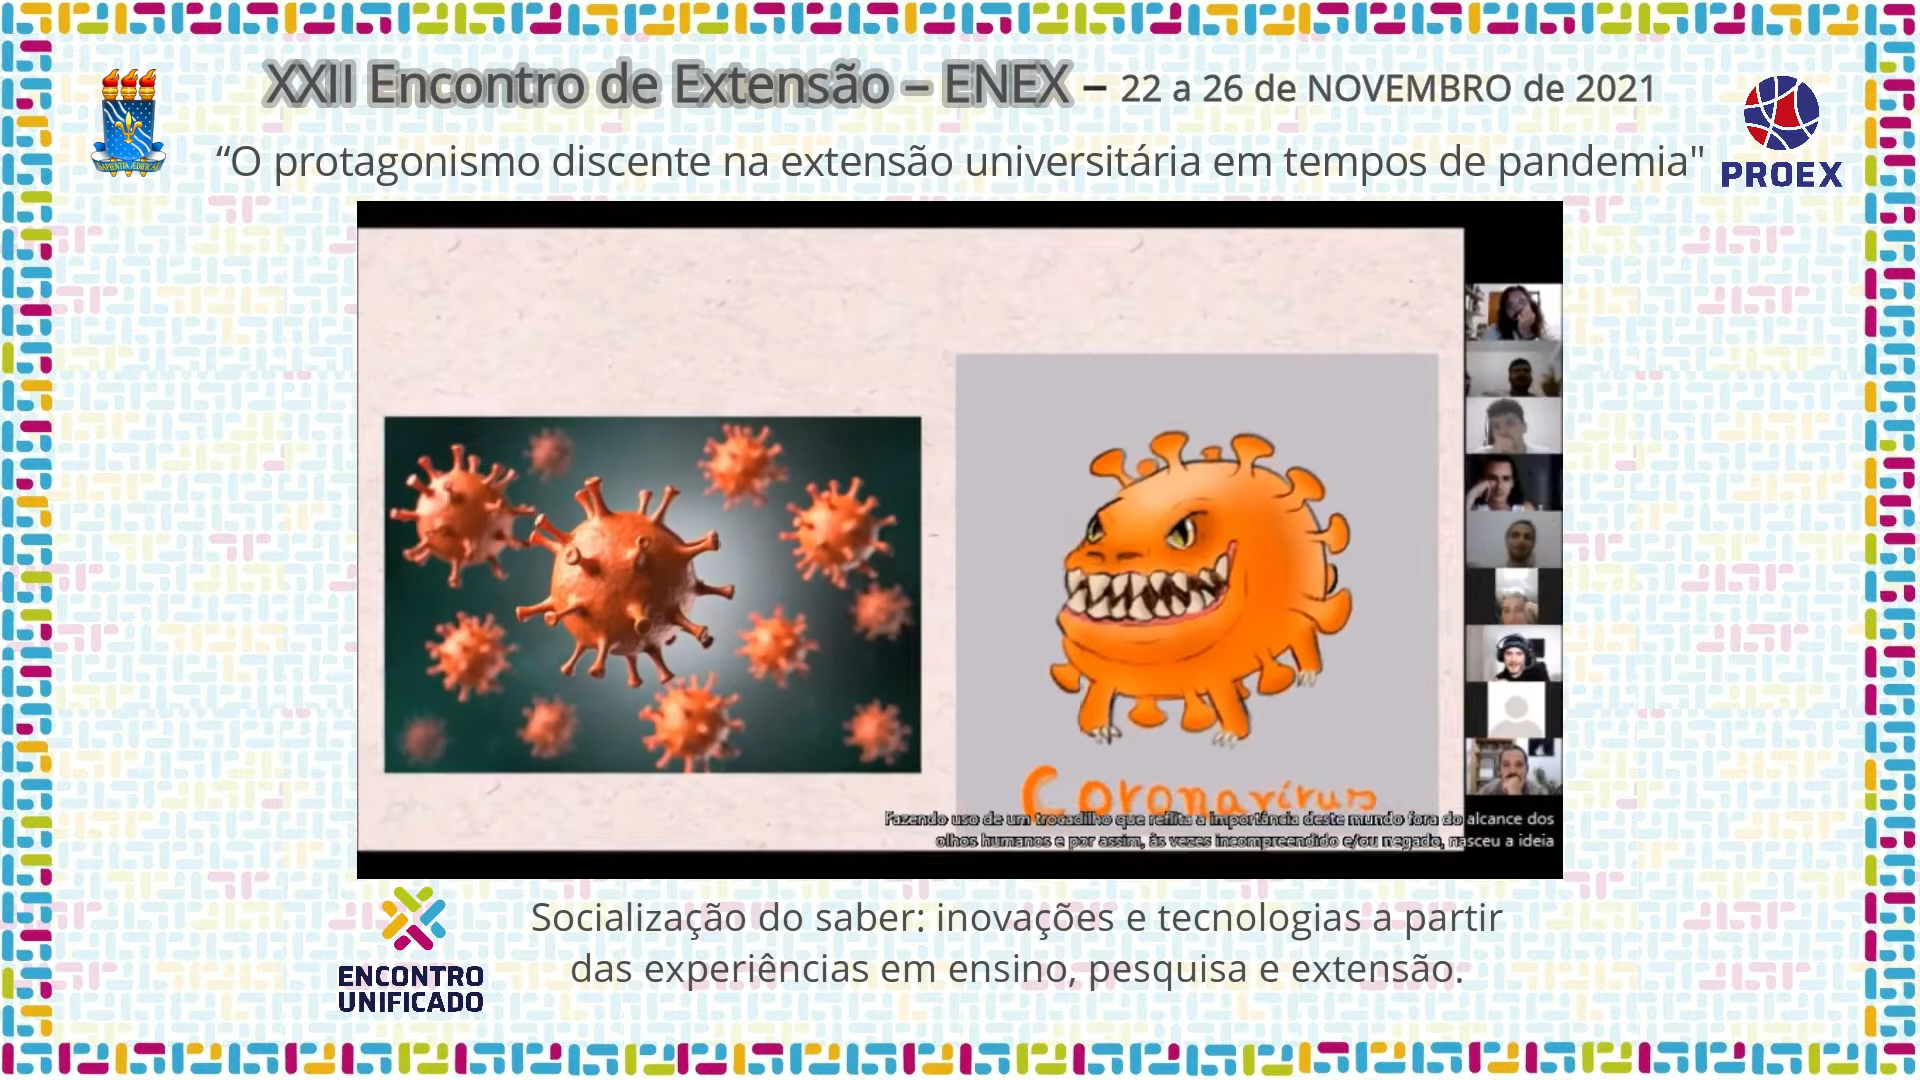 XXII Encontro de Extensão – ENEX – 22 a 26 de NOVEMBRO de 2021
“O protagonismo discente na extensão universitária em tempos de pandemia"
PROEX
Coronavírus
Fazendo uso de um trocadilho que reflita a importância deste mundo fora do alcance dos
olhos humanos e por assim, às vezes incompreendido e/ou negado, nasceu a ideia
ENCONTRO
UNIFICADO
Socialização do saber: inovações e tecnologias a partir
das experiências em ensino, pesquisa e extensão.